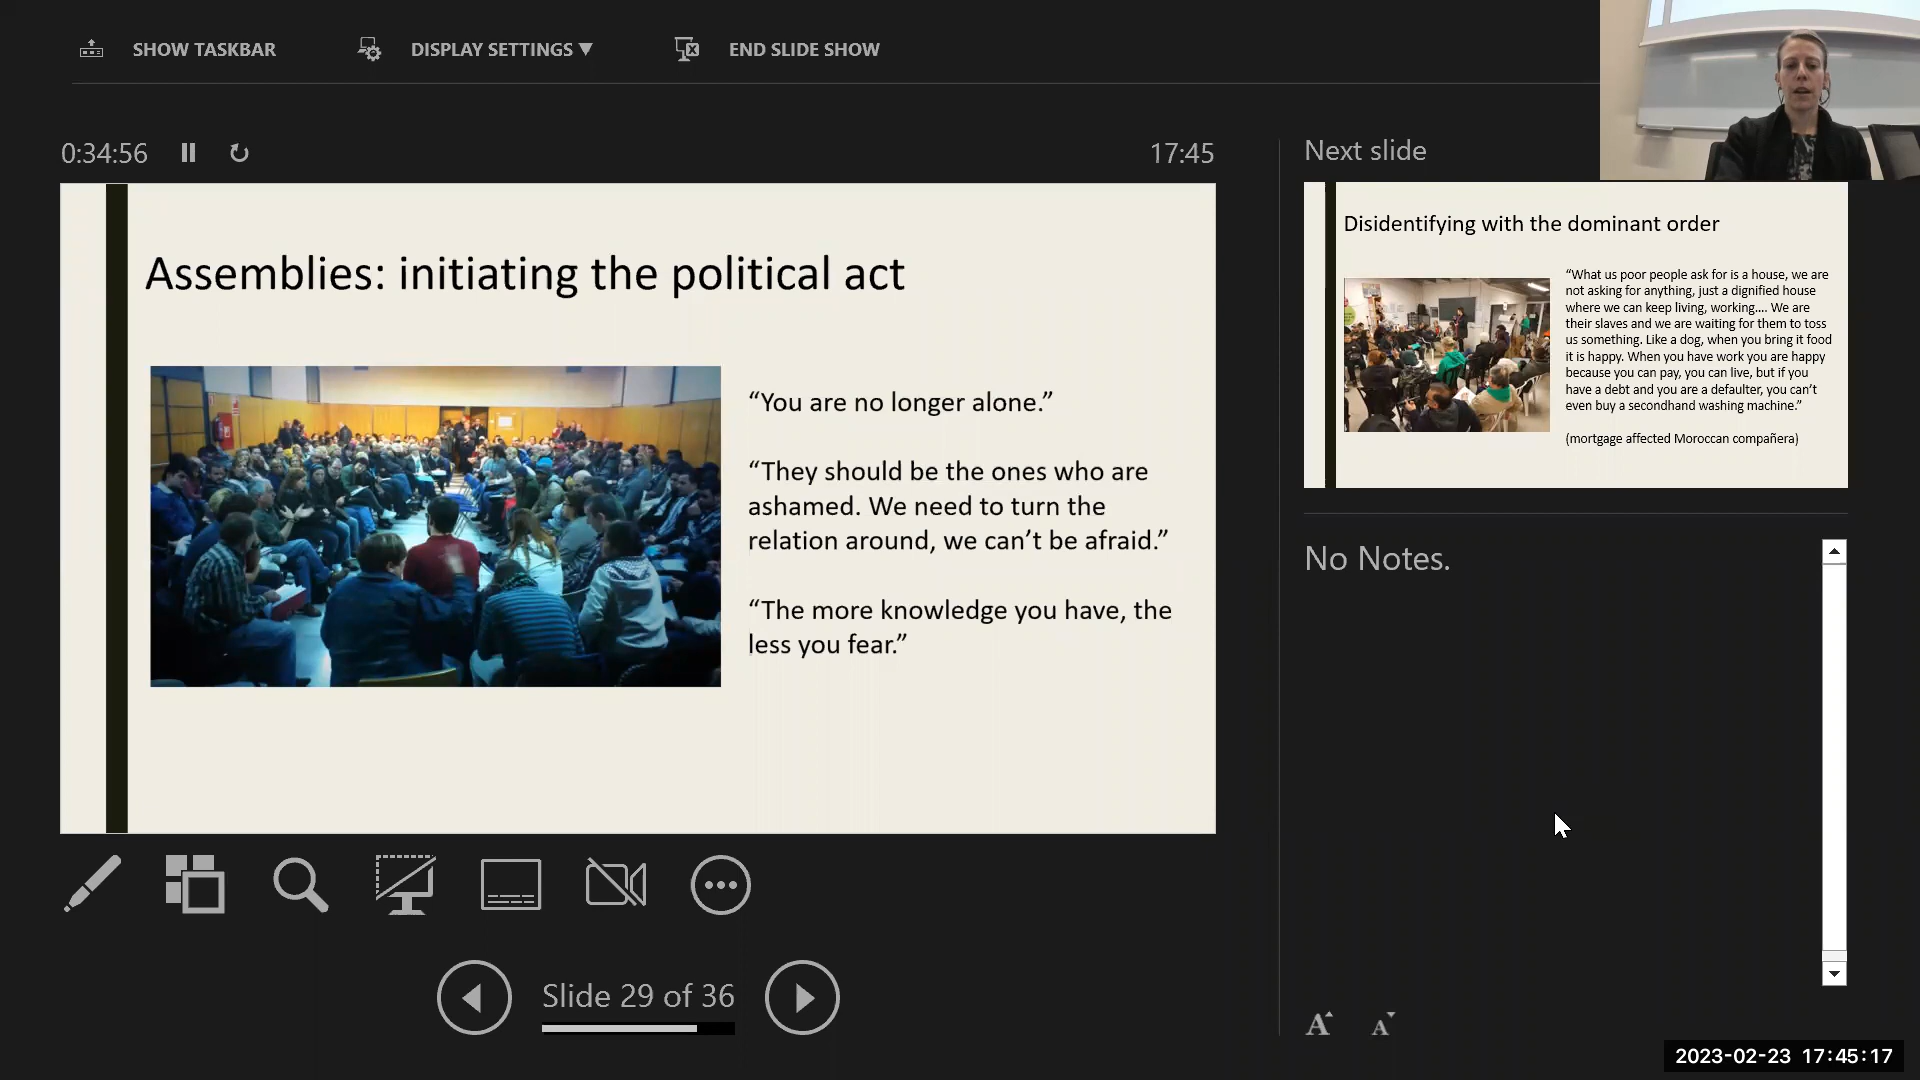 SHOW TASKBAR
DISPLAY SETTINGS ▼
END SLIDE SHOW
0:34:56
17:45
Assemblies: initiating the political act
“You are no longer alone.”
“They should be the ones who are
ashamed. We need to turn the
relation around, we can’t be afraid.”
“The more knowledge you have, the
less you fear.”
Slide 29 of 36
Next slide
Disidentifying with the dominant order
“What us poor people ask for is a house, we are
not asking for anything, just a dignified house
where we can keep living, working.... We are
their slaves and we are waiting for them to toss
us something. Like a dog, when you bring it food
it is happy. When you have work you are happy
because you can pay, you can live, but if you
have a debt and you are a defaulter, you can’t
even buy a secondhand washing machine.”
(mortgage affected Moroccan compañera)
No Notes.
A A
2023-02-23 17:45:17